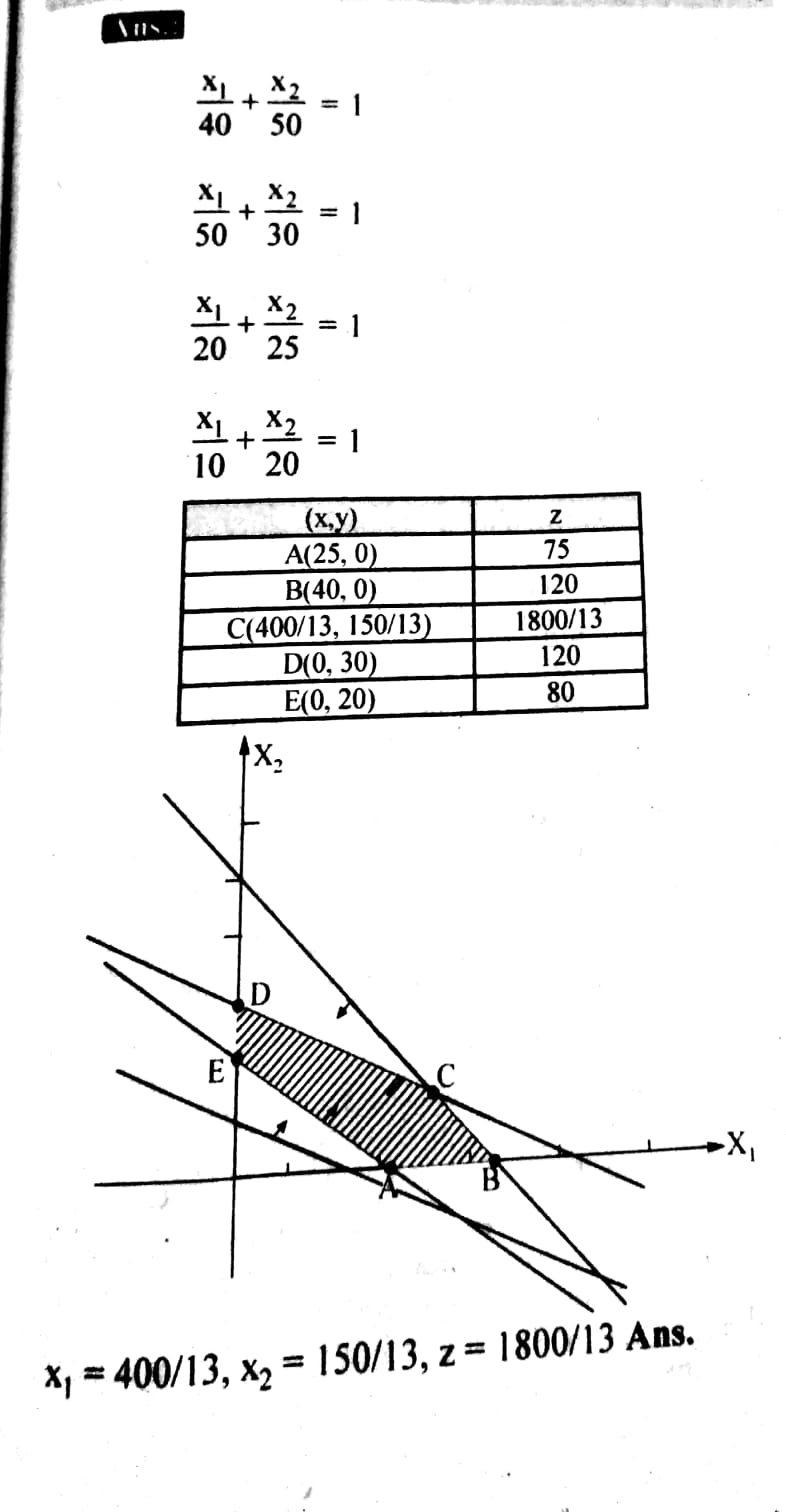 Ans.:
x₁/40 + x₂/50 = 1
x₁/50 + x₂/30 = 1
x₁/20 + x₂/25 = 1
x₁/10 + x₂/20 = 1
(x,y) z
A(25, 0) 75
B(40, 0) 120
C(400/13, 150/13) 1800/13
D(0, 30) 120
E(0, 20) 80
X₂
D
E
C
X₁
A
B
x₁ = 400/13, x₂ = 150/13, z = 1800/13 Ans.